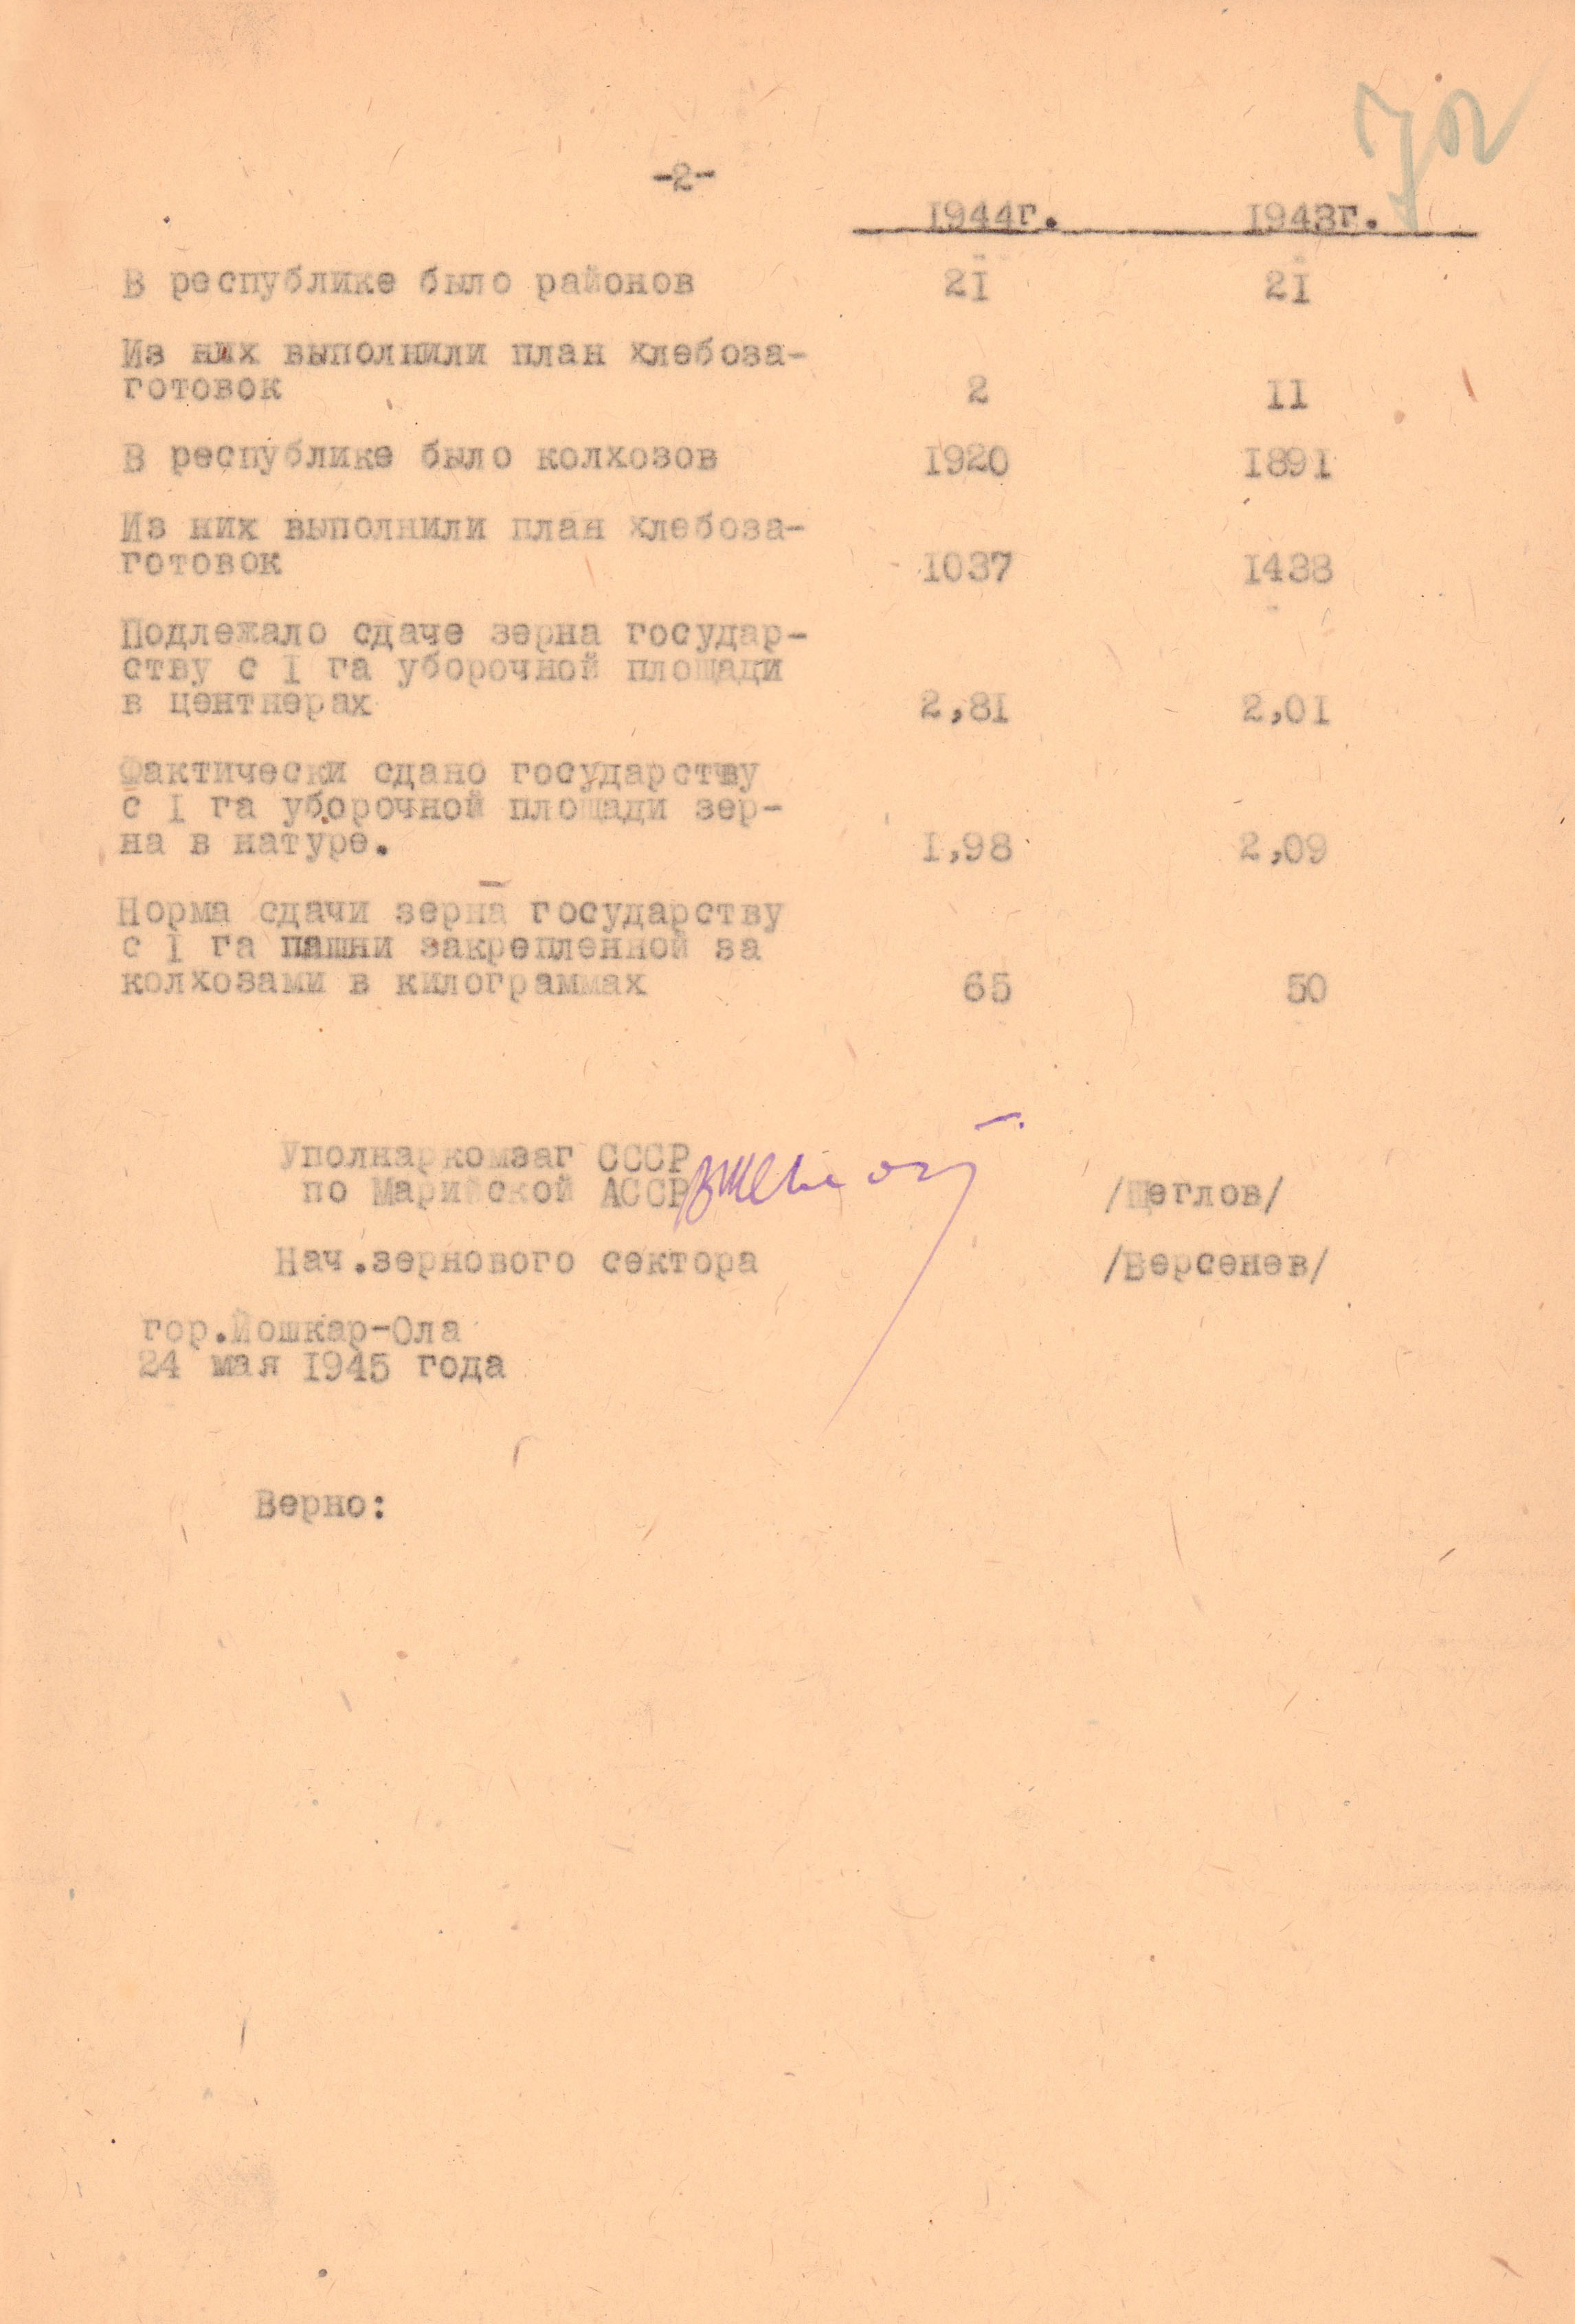 -2-
1944г. 1943г.
В республике было районов 21 21
Из них выполнили план хлебоза-
готовок 2 11
В республике было колхозов 1920 1891
Из них выполнили план хлебоза-
готовок 1037 1438
Подлежало сдаче зерна государ-
ству с 1 га уборочной площади
в центнерах 2,81 2,01
Фактически сдано государству
с 1 га уборочной площади зер-
на в натуре. 1,98 2,09
Норма сдачи зерна государству
с 1 га пашни закрепленной за
колхозами в килограммах 65 50
Уполнаркомзаг СССР
по Марийской АССР /Щеглов/
Нач.зернового сектора /Версенев/
гор.Йошкар-Ола
24 мая 1945 года
Верно: